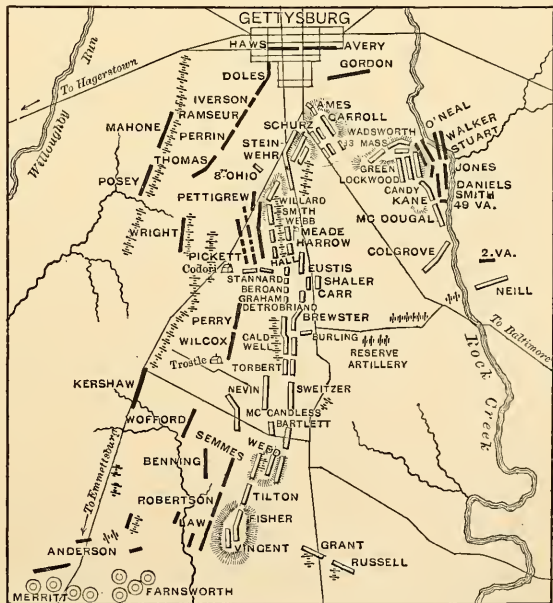 GETTYSBURG
HAWS
AVERY
DOLES
GORDON
To Hagerstown
Run
Willoughby
IVERSON
RAMSEUR
MAHONE
PERRIN
THOMAS
POSEY
8TH OHIO
SCHURZ
STEIN-
WEHR
AMES
CARROLL
WADSWORTH
13 MASS
O'NEAL
WALKER
STUART
GREEN
LOCKWOOD
CANDY
KANE
JONES
DANIELS
SMITH
49 VA.
MC DOUGAL
PETTIGREW
WILLARD
SMITH
WEBB
MEADE
HARROW
HALL
WRIGHT
PICKETT
Codori
STANNARD
BERDAND
GRAHAM
DETROBRIAND
EUSTIS
SHALER
CARR
BREWSTER
COLGROVE
2.VA.
NEILL
To Baltimore
PERRY
WILCOX
CALD
WELL
BURLING
RESERVE
ARTILLERY
Trostle
TORBERT
Rock Creek
KERSHAW
NEVIN
SWEITZER
MC CANDLESS
BARTLETT
WOFFORD
To Emmettsburg
SEMMES
WEBD
BENNING
TILTON
ROBERTSON
LAW
FISHER
VINCENT
ANDERSON
GRANT
RUSSELL
MERRITT
FARNSWORTH